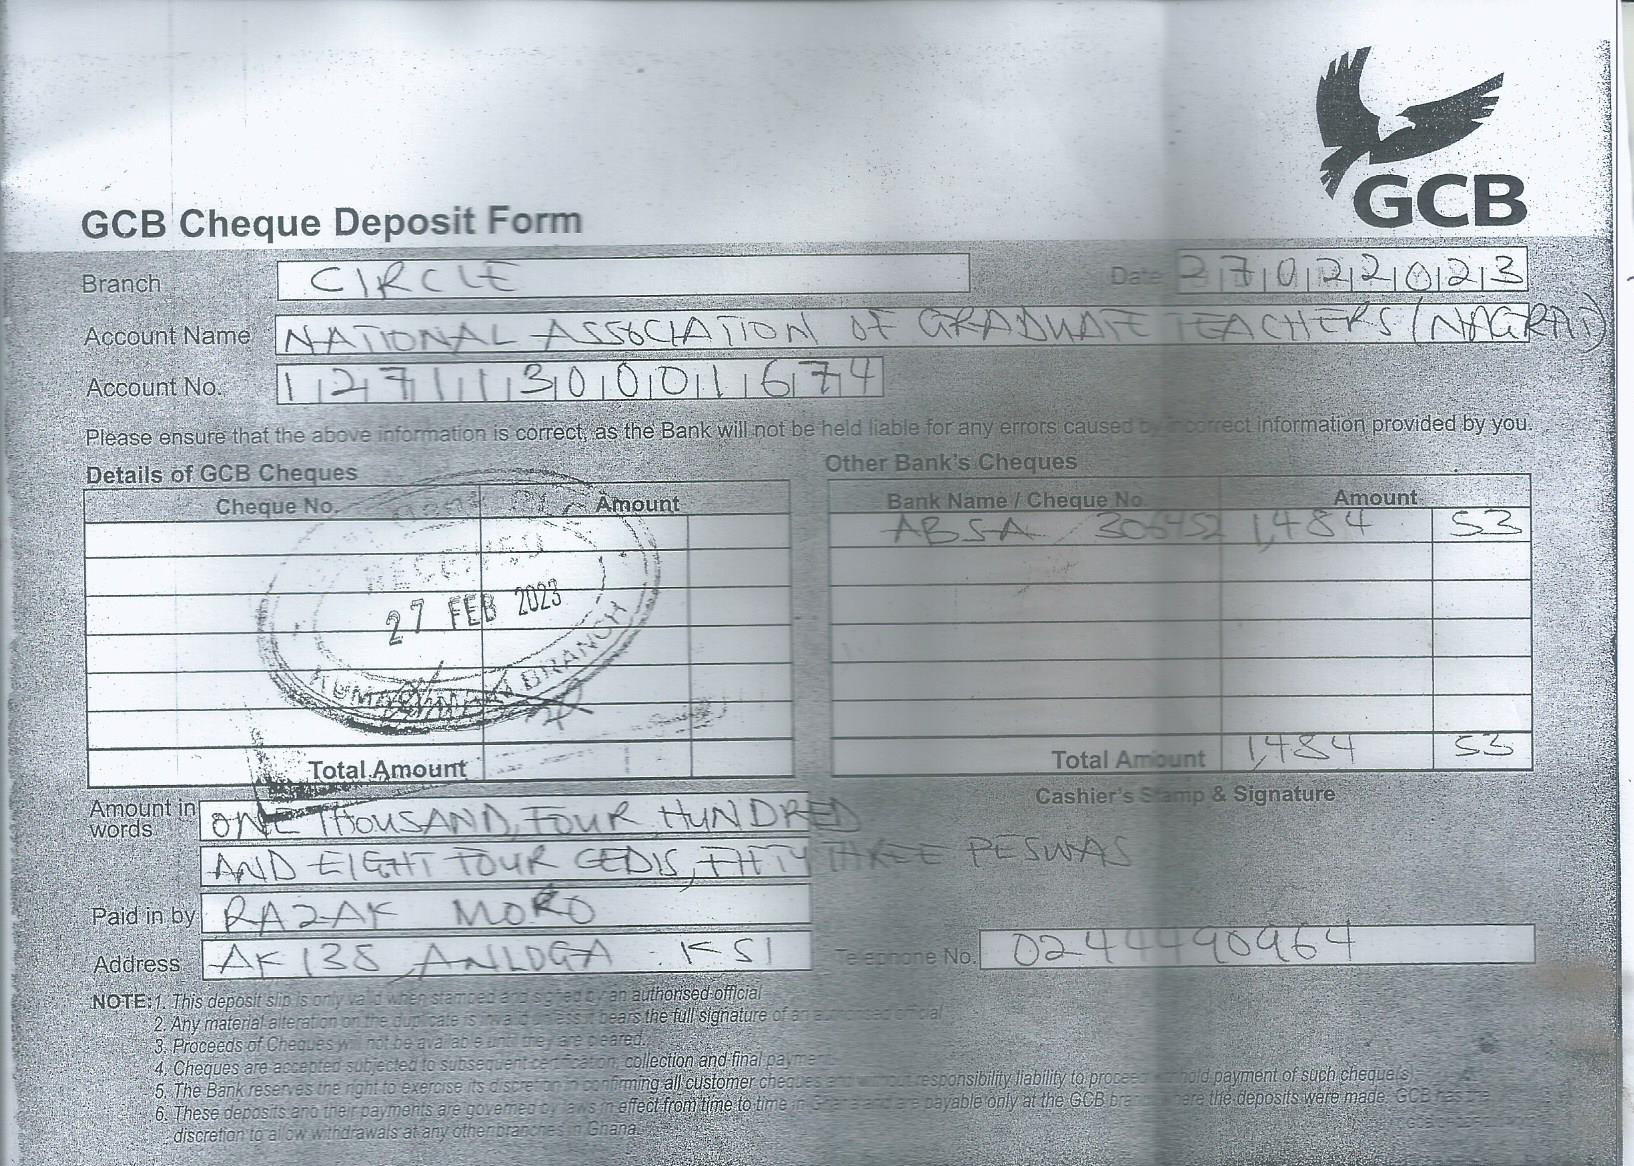 GCB
GCB Cheque Deposit Form
Branch CIRCLE Date 27022023
Account Name NATIONAL ASSOCIATION OF GRADUATE TEACHERS (NAGRAT)
Account No. 1271130001674
Please ensure that the above information is correct, as the Bank will not be held liable for any errors caused by incorrect information provided by you.
Details of GCB Cheques Other Bank's Cheques
Cheque No. Amount Bank Name / Cheque No Amount
ABSA 306452 1,484 53
RECEIVED
27 FEB 2023
BRANCH
Total Amount Total Amount 1,484 53
Cashier's Stamp & Signature
Amount in words ONE THOUSAND, FOUR HUNDRED
AND EIGHT FOUR CEDIS, FIFTY THREE PESWAS
Paid in by RAZAK MORO
Address AK 138 ANLOGA - KSI Telephone No. 0244490964
NOTE: 1. This deposit slip is only valid when stamped and signed by an authorised official
2. Any material alteration on the duplicate is invalid unless it bears the full signature of an authorised official
3. Proceeds of Cheques will not be available until they are cleared.
4. Cheques are accepted subjected to subsequent certification, collection and final payment
5. The Bank reserves the right to exercise its discretion in confirming all customer cheques responsibility liability to proceed payment of such cheque(s)
6. These deposits and their payments are governed by laws in effect from time to time in Ghana payable only at the GCB the deposits were made. GCB has the
discretion to allow withdrawals at any other branches in Ghana.